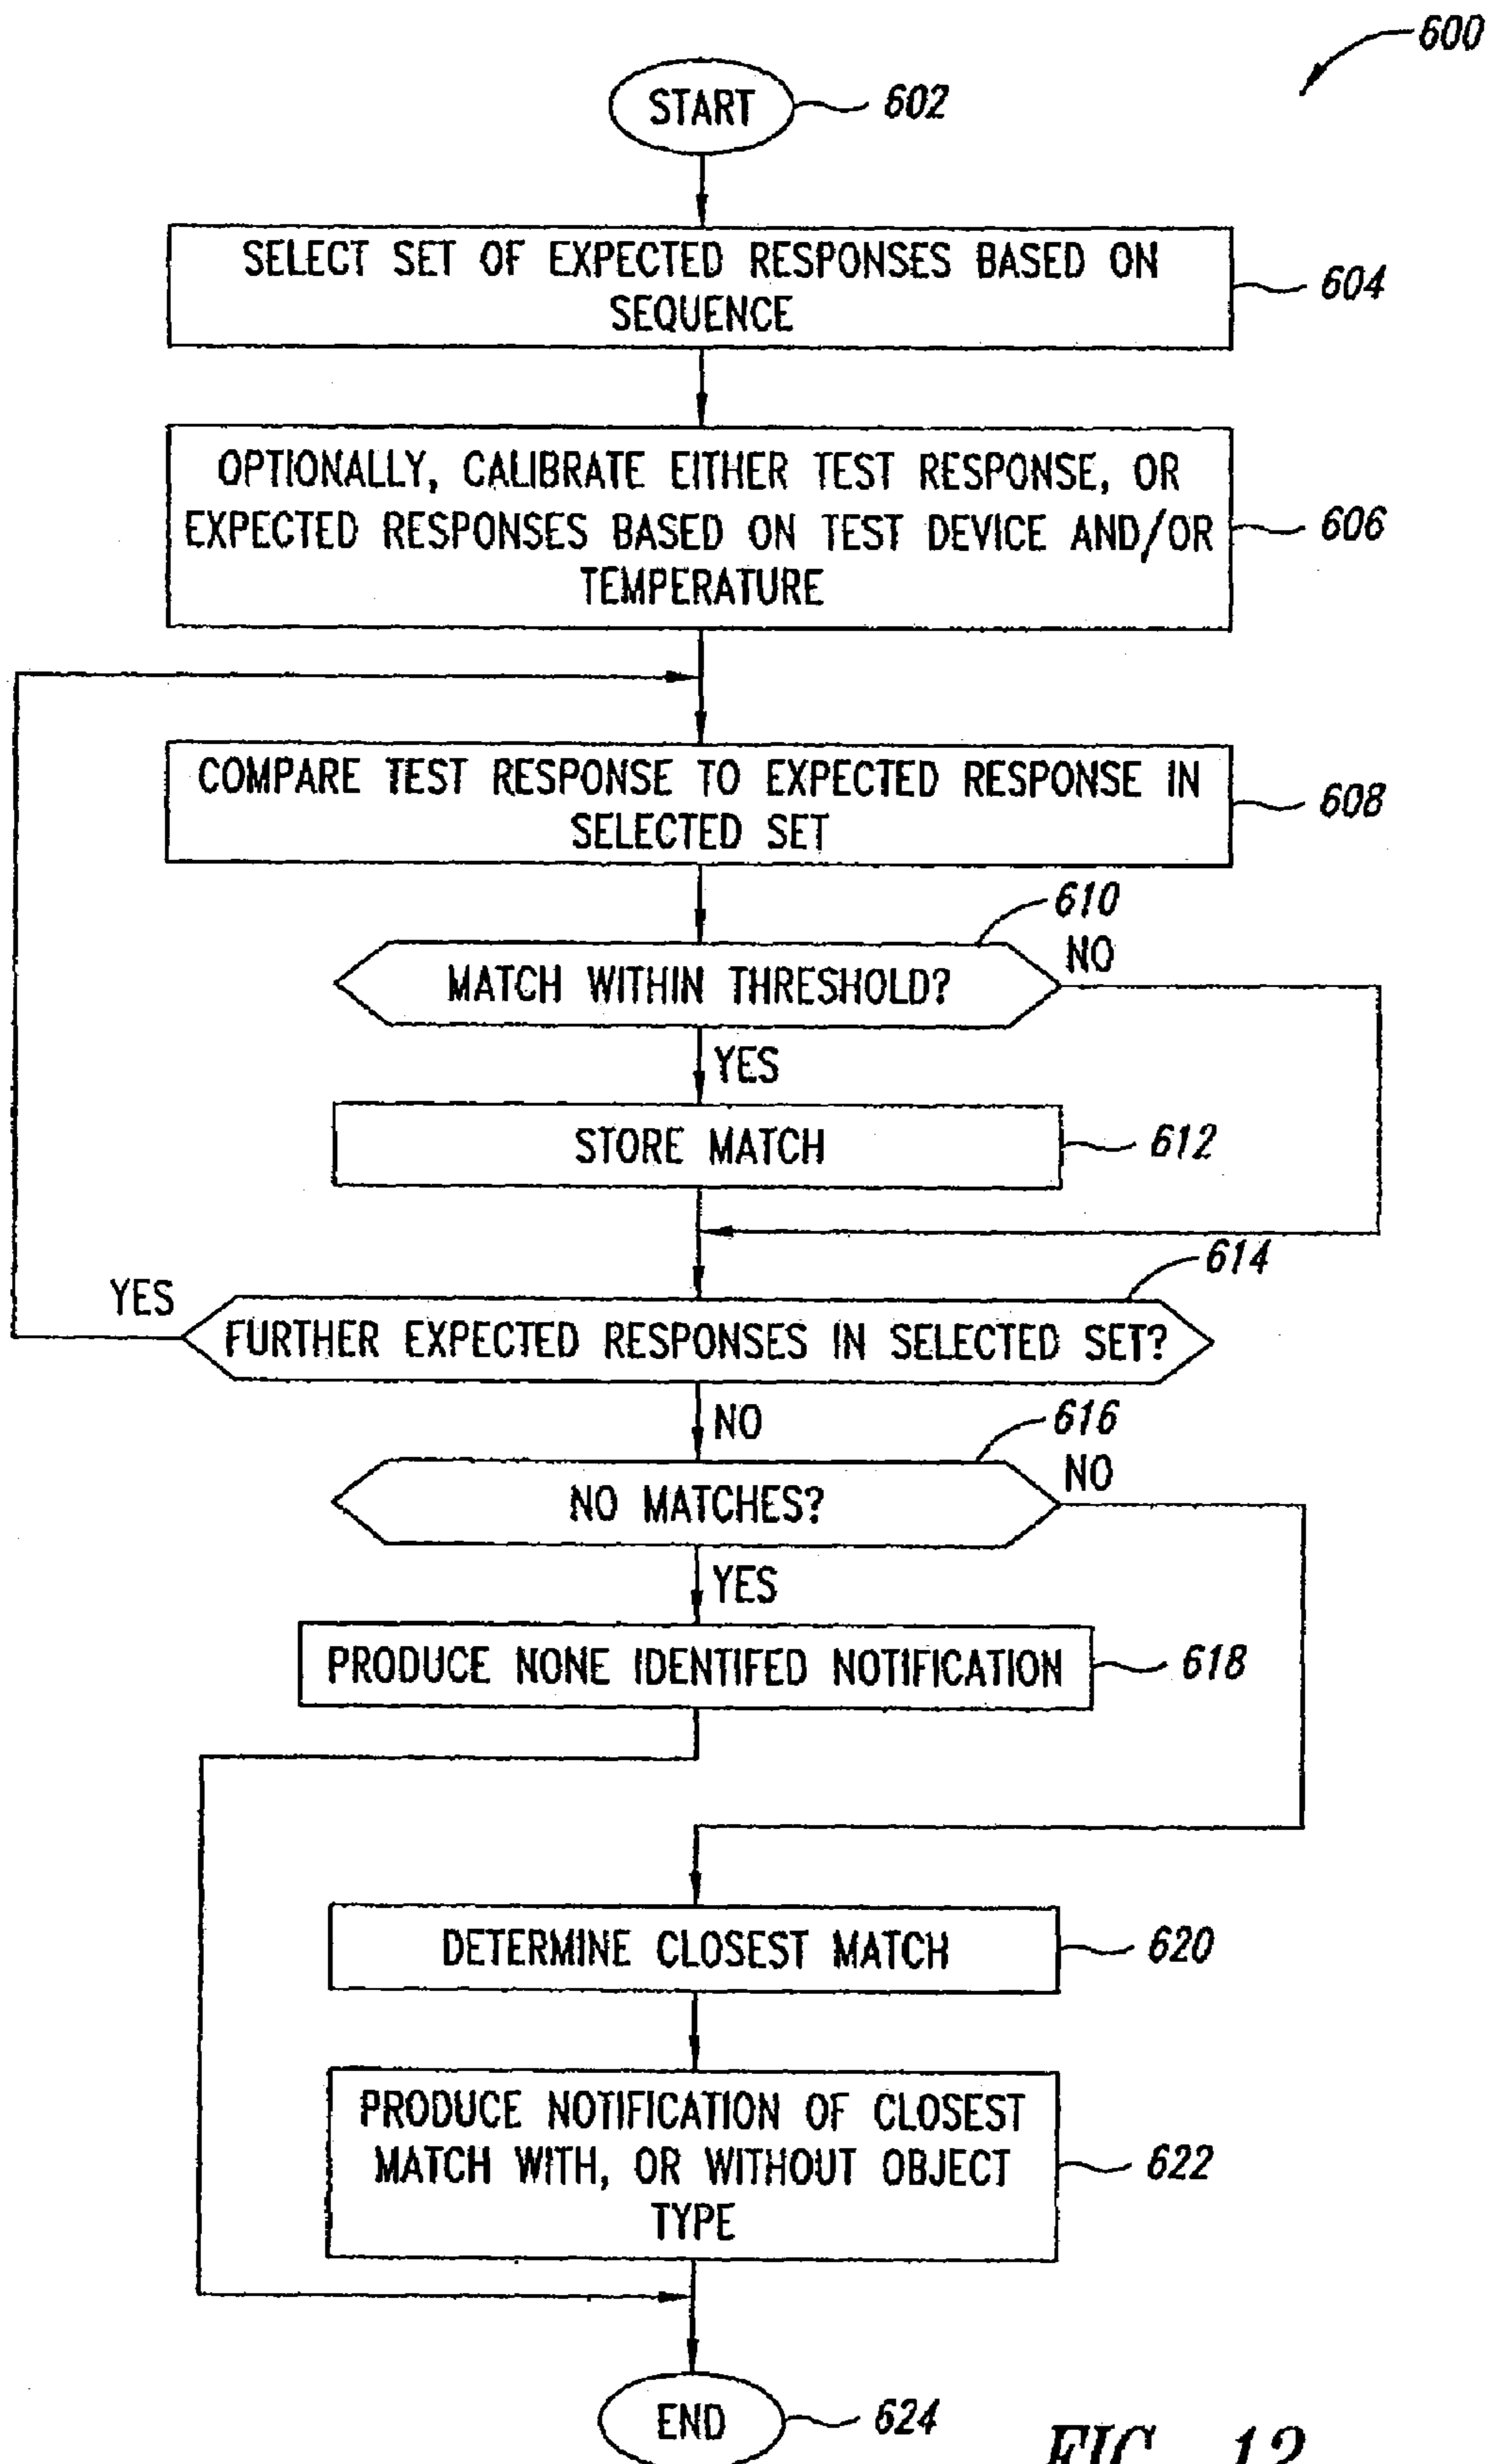 600
START
602
SELECT SET OF EXPECTED RESPONSES BASED ON
SEQUENCE
604
OPTIONALLY, CALIBRATE EITHER TEST RESPONSE, OR
EXPECTED RESPONSES BASED ON TEST DEVICE AND/OR
TEMPERATURE
606
COMPARE TEST RESPONSE TO EXPECTED RESPONSE IN
SELECTED SET
608
610
MATCH WITHIN THRESHOLD?
NO
YES
STORE MATCH
612
614
YES
FURTHER EXPECTED RESPONSES IN SELECTED SET?
NO
616
NO MATCHES?
NO
YES
PRODUCE NONE IDENTIFED NOTIFICATION
618
DETERMINE CLOSEST MATCH
620
PRODUCE NOTIFICATION OF CLOSEST
MATCH WITH, OR WITHOUT OBJECT
TYPE
622
END
624
FIG. 12